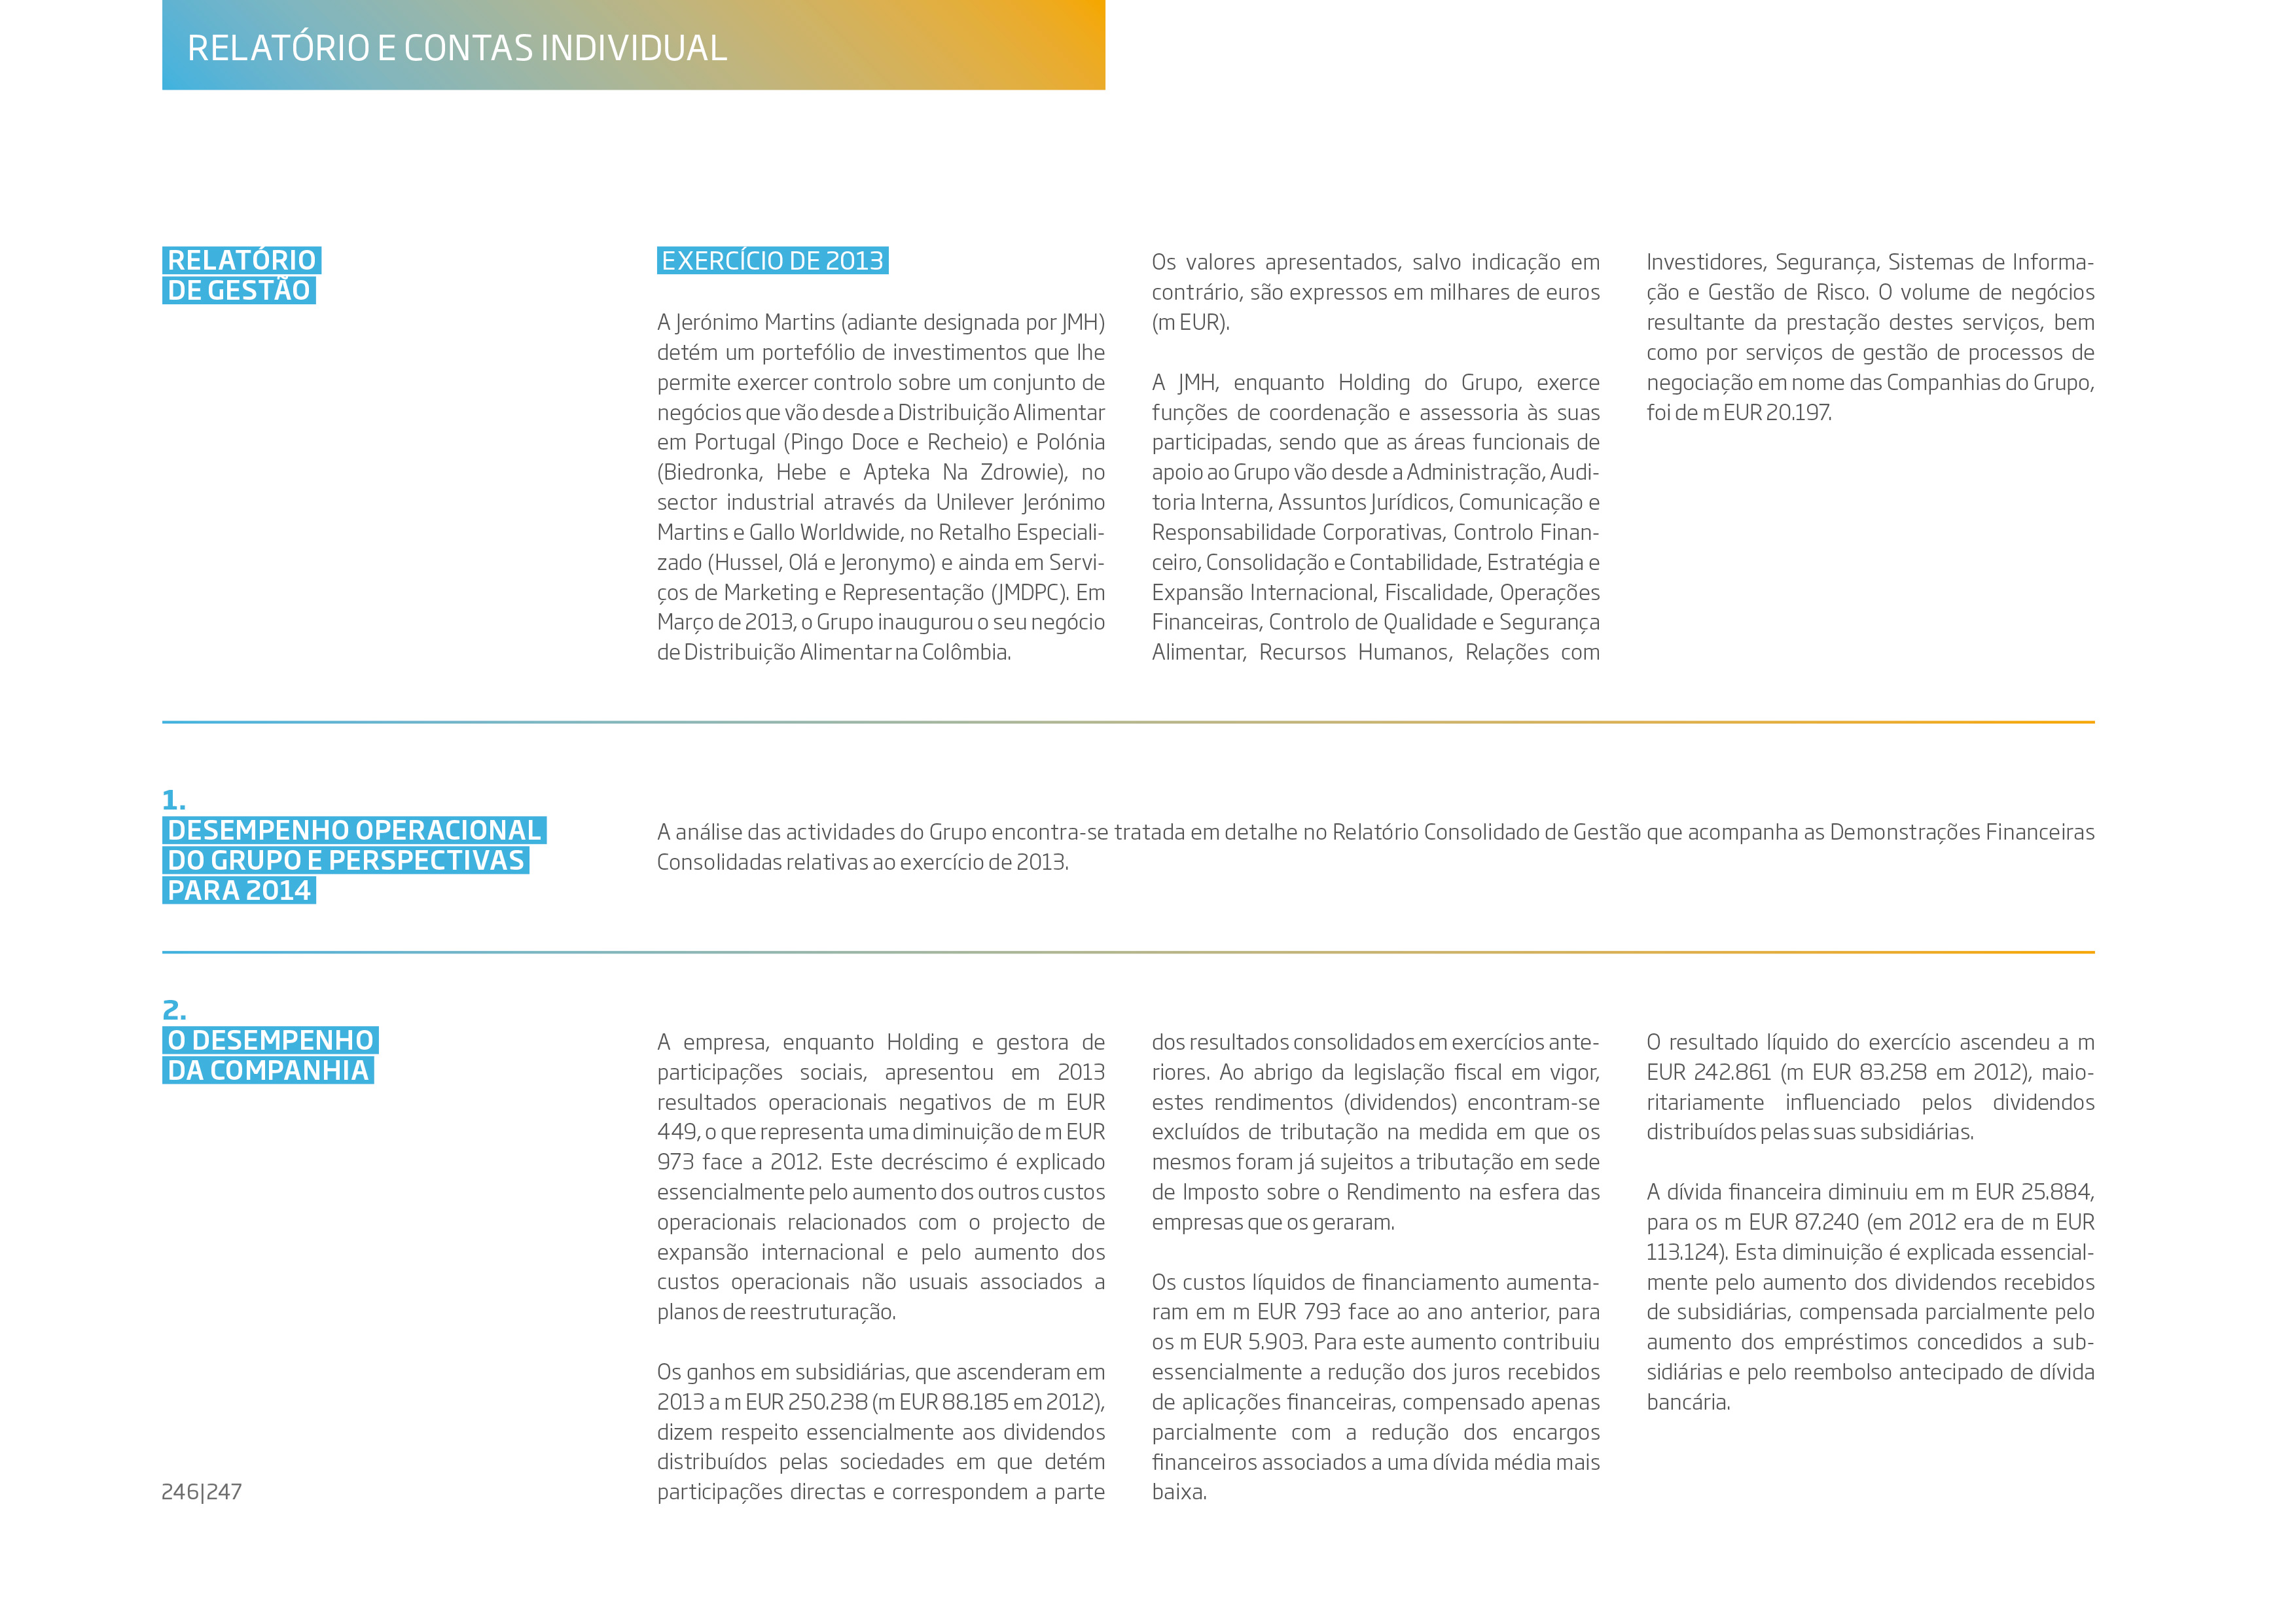 RELATÓRIO E CONTAS INDIVIDUAL
RELATÓRIO
DE GESTÃO
EXERCÍCIO DE 2013
A Jerónimo Martins (adiante designada por JMH)
detém um portefólio de investimentos que lhe
permite exercer controlo sobre um conjunto de
negócios que vão desde a Distribuição Alimentar
em Portugal (Pingo Doce e Recheio) e Polónia
(Biedronka, Hebe e Apteka Na Zdrowie), no
sector industrial através da Unilever Jerónimo
Martins e Gallo Worldwide, no Retalho Especiali-
zado (Hussel, Olá e Jeronymo) e ainda em Servi-
ços de Marketing e Representação (JMDPC). Em
Março de 2013, o Grupo inaugurou o seu negócio
de Distribuição Alimentar na Colômbia.
Os valores apresentados, salvo indicação em
contrário, são expressos em milhares de euros
(m EUR).
A JMH, enquanto Holding do Grupo, exerce
funções de coordenação e assessoria às suas
participadas, sendo que as áreas funcionais de
apoio ao Grupo vão desde a Administração, Audi-
toria Interna, Assuntos Jurídicos, Comunicação e
Responsabilidade Corporativas, Controlo Finan-
ceiro, Consolidação e Contabilidade, Estratégia e
Expansão Internacional, Fiscalidade, Operações
Financeiras, Controlo de Qualidade e Segurança
Alimentar, Recursos Humanos, Relações com
Investidores, Segurança, Sistemas de Informa-
ção e Gestão de Risco. O volume de negócios
resultante da prestação destes serviços, bem
como por serviços de gestão de processos de
negociação em nome das Companhias do Grupo,
foi de m EUR 20.197.
1.
DESEMPENHO OPERACIONAL
DO GRUPO E PERSPECTIVAS
PARA 2014
A análise das actividades do Grupo encontra-se tratada em detalhe no Relatório Consolidado de Gestão que acompanha as Demonstrações Financeiras
Consolidadas relativas ao exercício de 2013.
2.
O DESEMPENHO
DA COMPANHIA
A empresa, enquanto Holding e gestora de
participações sociais, apresentou em 2013
resultados operacionais negativos de m EUR
449, o que representa uma diminuição de m EUR
973 face a 2012. Este decréscimo é explicado
essencialmente pelo aumento dos outros custos
operacionais relacionados com o projecto de
expansão internacional e pelo aumento dos
custos operacionais não usuais associados a
planos de reestruturação.
Os ganhos em subsidiárias, que ascenderam em
2013 a m EUR 250.238 (m EUR 88.185 em 2012),
dizem respeito essencialmente aos dividendos
distribuídos pelas sociedades em que detém
participações directas e correspondem a parte
dos resultados consolidados em exercícios ante-
riores. Ao abrigo da legislação fiscal em vigor,
estes rendimentos (dividendos) encontram-se
excluídos de tributação na medida em que os
mesmos foram já sujeitos a tributação em sede
de Imposto sobre o Rendimento na esfera das
empresas que os geraram.
Os custos líquidos de financiamento aumenta-
ram em m EUR 793 face ao ano anterior, para
os m EUR 5.903. Para este aumento contribuiu
essencialmente a redução dos juros recebidos
de aplicações financeiras, compensado apenas
parcialmente com a redução dos encargos
financeiros associados a uma dívida média mais
baixa.
O resultado líquido do exercício ascendeu a m
EUR 242.861 (m EUR 83.258 em 2012), maio-
ritariamente influenciado pelos dividendos
distribuídos pelas suas subsidiárias.
A dívida financeira diminuiu em m EUR 25.884,
para os m EUR 87.240 (em 2012 era de m EUR
113.124). Esta diminuição é explicada essencial-
mente pelo aumento dos dividendos recebidos
de subsidiárias, compensada parcialmente pelo
aumento dos empréstimos concedidos a sub-
sidiárias e pelo reembolso antecipado de dívida
bancária.
246|247